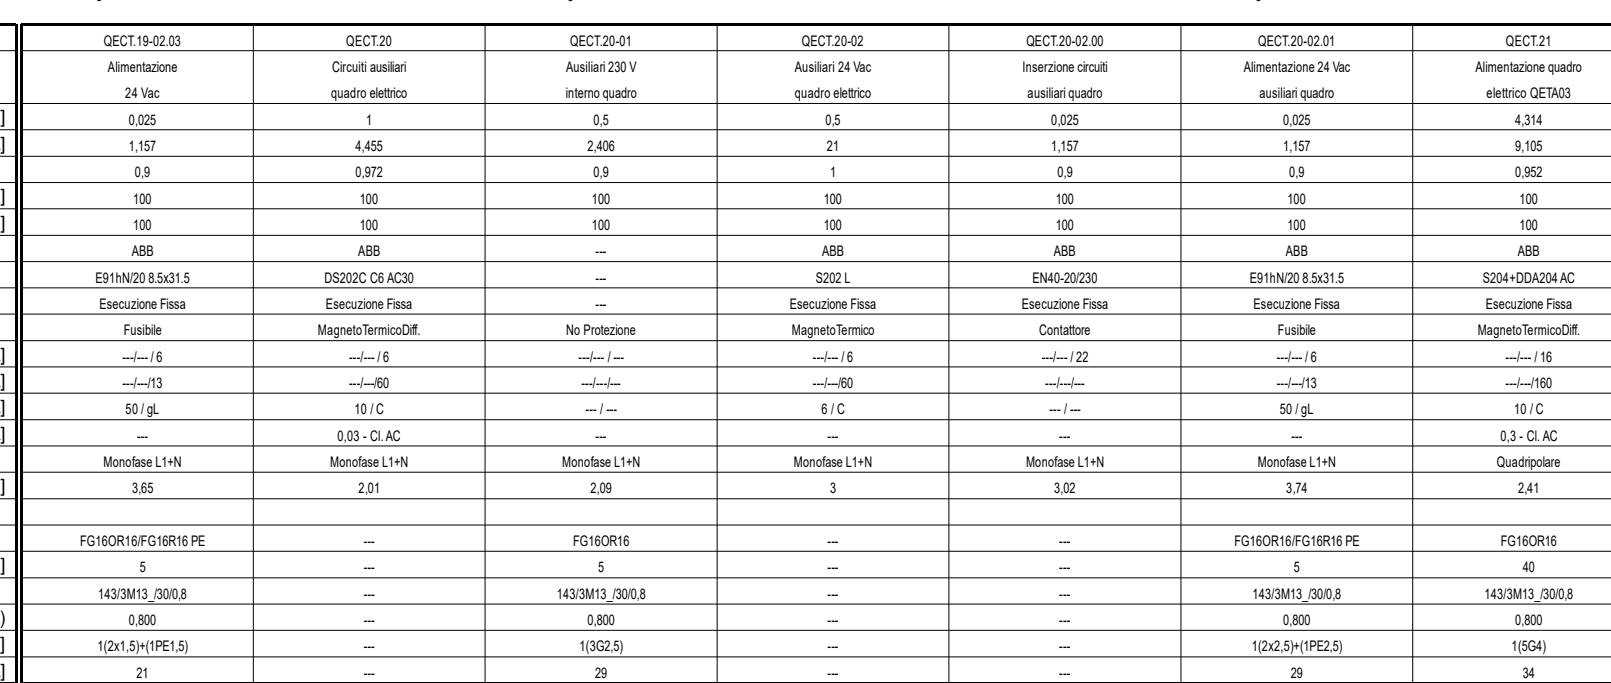 QECT.19-02.03 QECT.20 QECT.20-01 QECT.20-02 QECT.20-02.00 QECT.20-02.01 QECT.21
Alimentazione Circuiti ausiliari Ausiliari 230 V Ausiliari 24 Vac Inserzione circuiti Alimentazione 24 Vac Alimentazione quadro
24 Vac quadro elettrico interno quadro quadro elettrico ausiliari quadro ausiliari quadro elettrico QETA03
] 0,025 1 0,5 0,5 0,025 0,025 4,314
] 1,157 4,455 2,406 21 1,157 1,157 9,105
0,9 0,972 0,9 1 0,9 0,9 0,952
] 100 100 100 100 100 100 100
] 100 100 100 100 100 100 100
ABB ABB --- ABB ABB ABB ABB
E91hN/20 8.5x31.5 DS202C C6 AC30 --- S202 L EN40-20/230 E91hN/20 8.5x31.5 S204+DDA204 AC
Esecuzione Fissa Esecuzione Fissa --- Esecuzione Fissa Esecuzione Fissa Esecuzione Fissa Esecuzione Fissa
Fusibile MagnetoTermicoDiff. No Protezione MagnetoTermico Contattore Fusibile MagnetoTermicoDiff.
] ---/--- / 6 ---/--- / 6 ---/--- / --- ---/--- / 6 ---/--- / 22 ---/--- / 6 ---/--- / 16
] ---/---/13 ---/---/60 ---/---/--- ---/---/60 ---/---/--- ---/---/13 ---/---/160
] 50 / gL 10 / C --- / --- 6 / C --- / --- 50 / gL 10 / C
] --- 0,03 - Cl. AC --- --- --- --- 0,3 - Cl. AC
Monofase L1+N Monofase L1+N Monofase L1+N Monofase L1+N Monofase L1+N Monofase L1+N Quadripolare
] 3,65 2,01 2,09 3 3,02 3,74 2,41
FG16OR16/FG16R16 PE --- FG16OR16 --- --- FG16OR16/FG16R16 PE FG16OR16
] 5 --- 5 --- --- 5 40
143/3M13_/30/0,8 --- 143/3M13_/30/0,8 --- --- 143/3M13_/30/0,8 143/3M13_/30/0,8
) 0,800 --- 0,800 --- --- 0,800 0,800
] 1(2x1,5)+(1PE1,5) --- 1(3G2,5) --- --- 1(2x2,5)+(1PE2,5) 1(5G4)
] 21 --- 29 --- --- 29 34